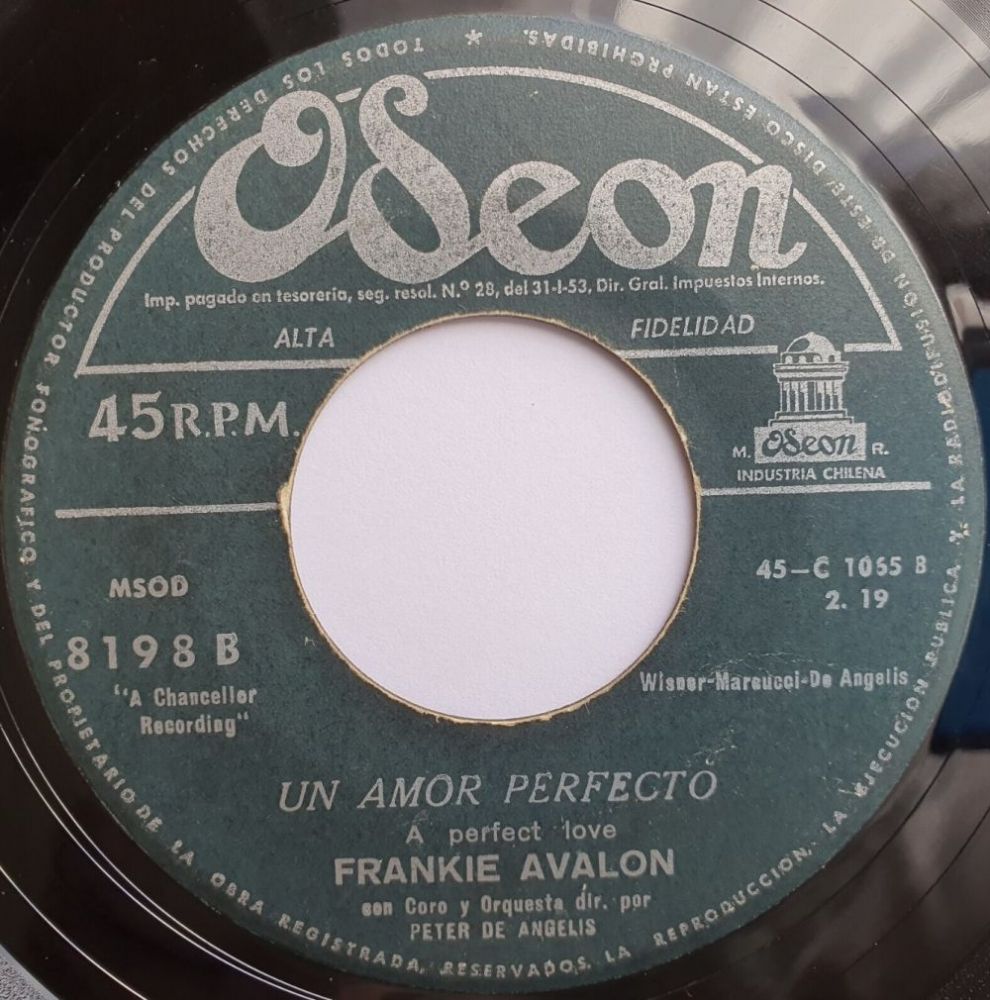 Odeon
Imp. pagado en tesoreria, seg. resol. N.º 28, del 31-I-53, Dir. Gral. Impuestos Internos.
ALTA FIDELIDAD
45 R.P.M.
Odeon
M. R.
INDUSTRIA CHILENA
MSOD
8198 B
"A Chancellor
Recording"
45-C 1055 B
2. 19
Wisner-Marcucci-De Angelis
UN AMOR PERFECTO
A perfect love
FRANKIE AVALON
con Coro y Orquesta dir. por
PETER DE ANGELIS
TODOS LOS DERECHOS DEL PRODUCTOR FONOGRAFICO Y DEL PROPIETARIO DE LA OBRA REGISTRADA, RESERVADOS. LA REPRODUCCION, LA EJECUCION PUBLICA Y LA RADIODIFUSION DE ESTE DISCO ESTAN PROHIBIDAS. *